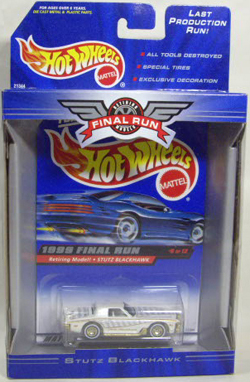 FOR AGES OVER 3 YEARS.
DIE CAST METAL & PLASTIC PARTS.
LAST
PRODUCTION
RUN!
Hot Wheels
MATTEL
• ALL TOOLS DESTROYED
• SPECIAL TIRES
• EXCLUSIVE DECORATION
FINAL RUN
Hot Wheels
MATTEL
1999 FINAL RUN
Retiring Model! • STUTZ BLACKHAWK
STUTZ BLACKHAWK